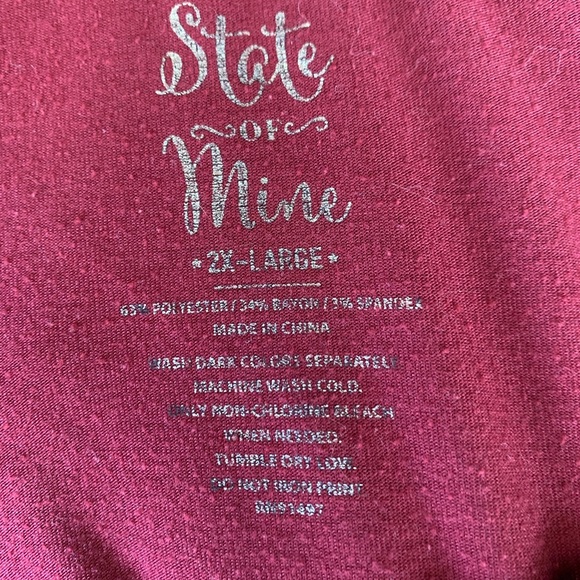 State
OF
Mine
* 2X-LARGE *
63% POLYESTER / 34% RAYON / 3% SPANDEX
MADE IN CHINA
WASH DARK COLORS SEPARATELY
MACHINE WASH COLD.
ONLY NON-CHLORINE BLEACH
WHEN NEEDED.
TUMBLE DRY LOW.
DO NOT IRON PRINT
RN91497